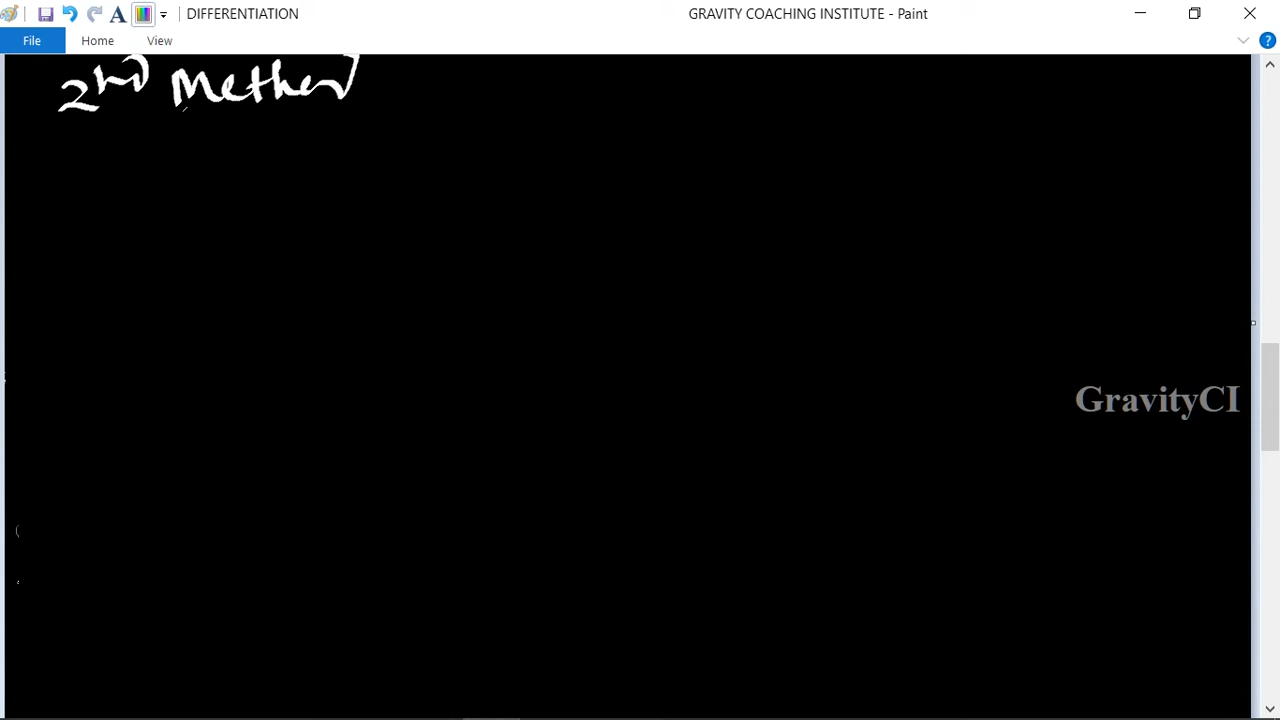 DIFFERENTIATION
GRAVITY COACHING INSTITUTE - Paint
File Home View
2nd Method
GravityCI